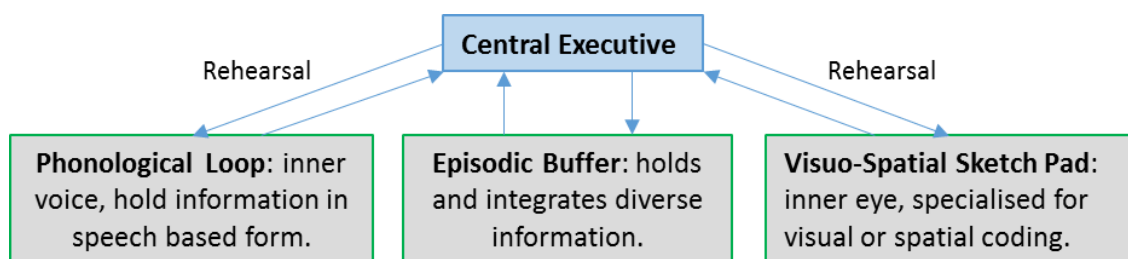 Central Executive
Rehearsal
Rehearsal
Phonological Loop: inner
voice, hold information in
speech based form.
Episodic Buffer: holds
and integrates diverse
information.
Visuo-Spatial Sketch Pad:
inner eye, specialised for
visual or spatial coding.